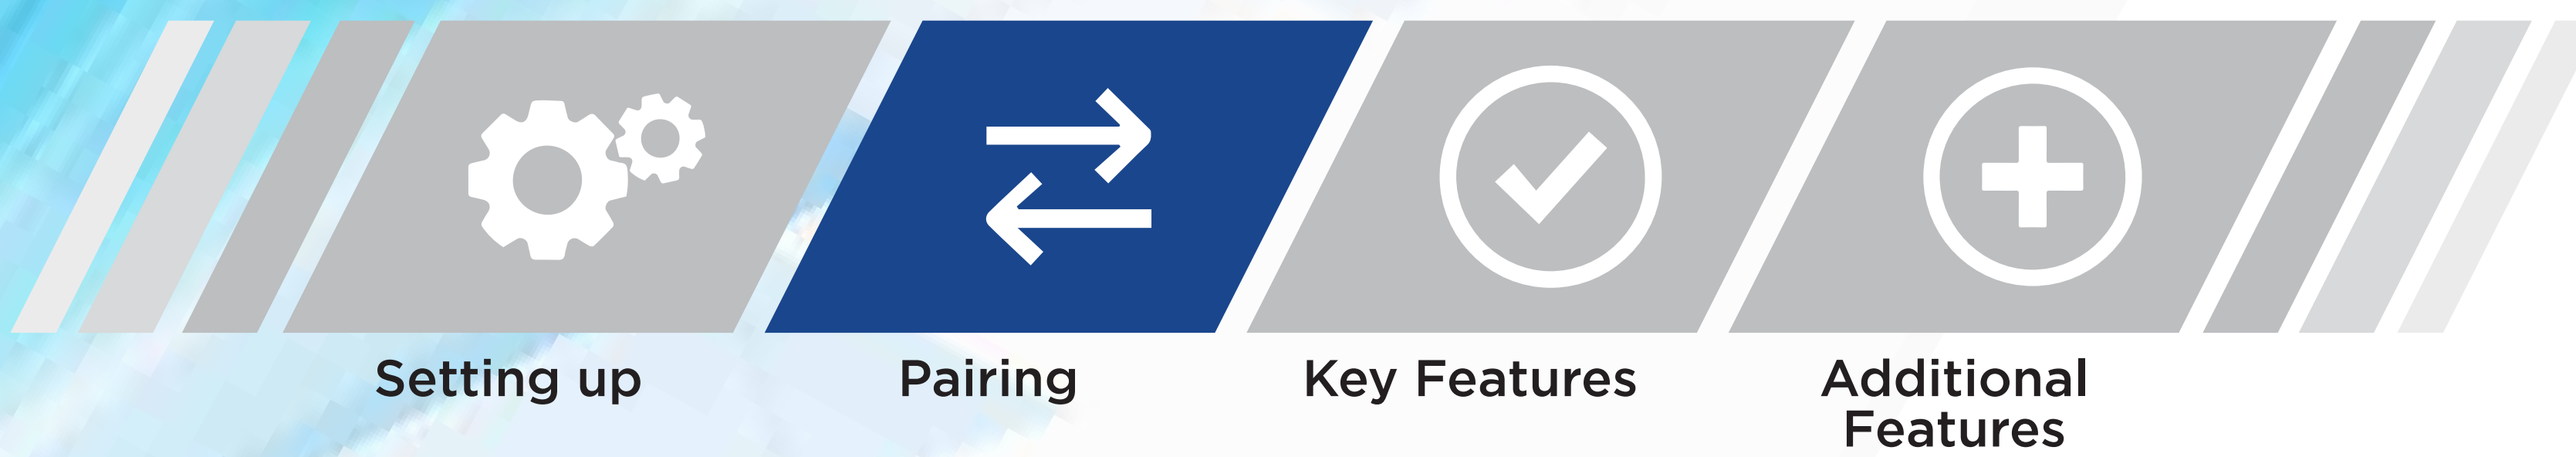 Setting up
Pairing
Key Features
Additional
Features